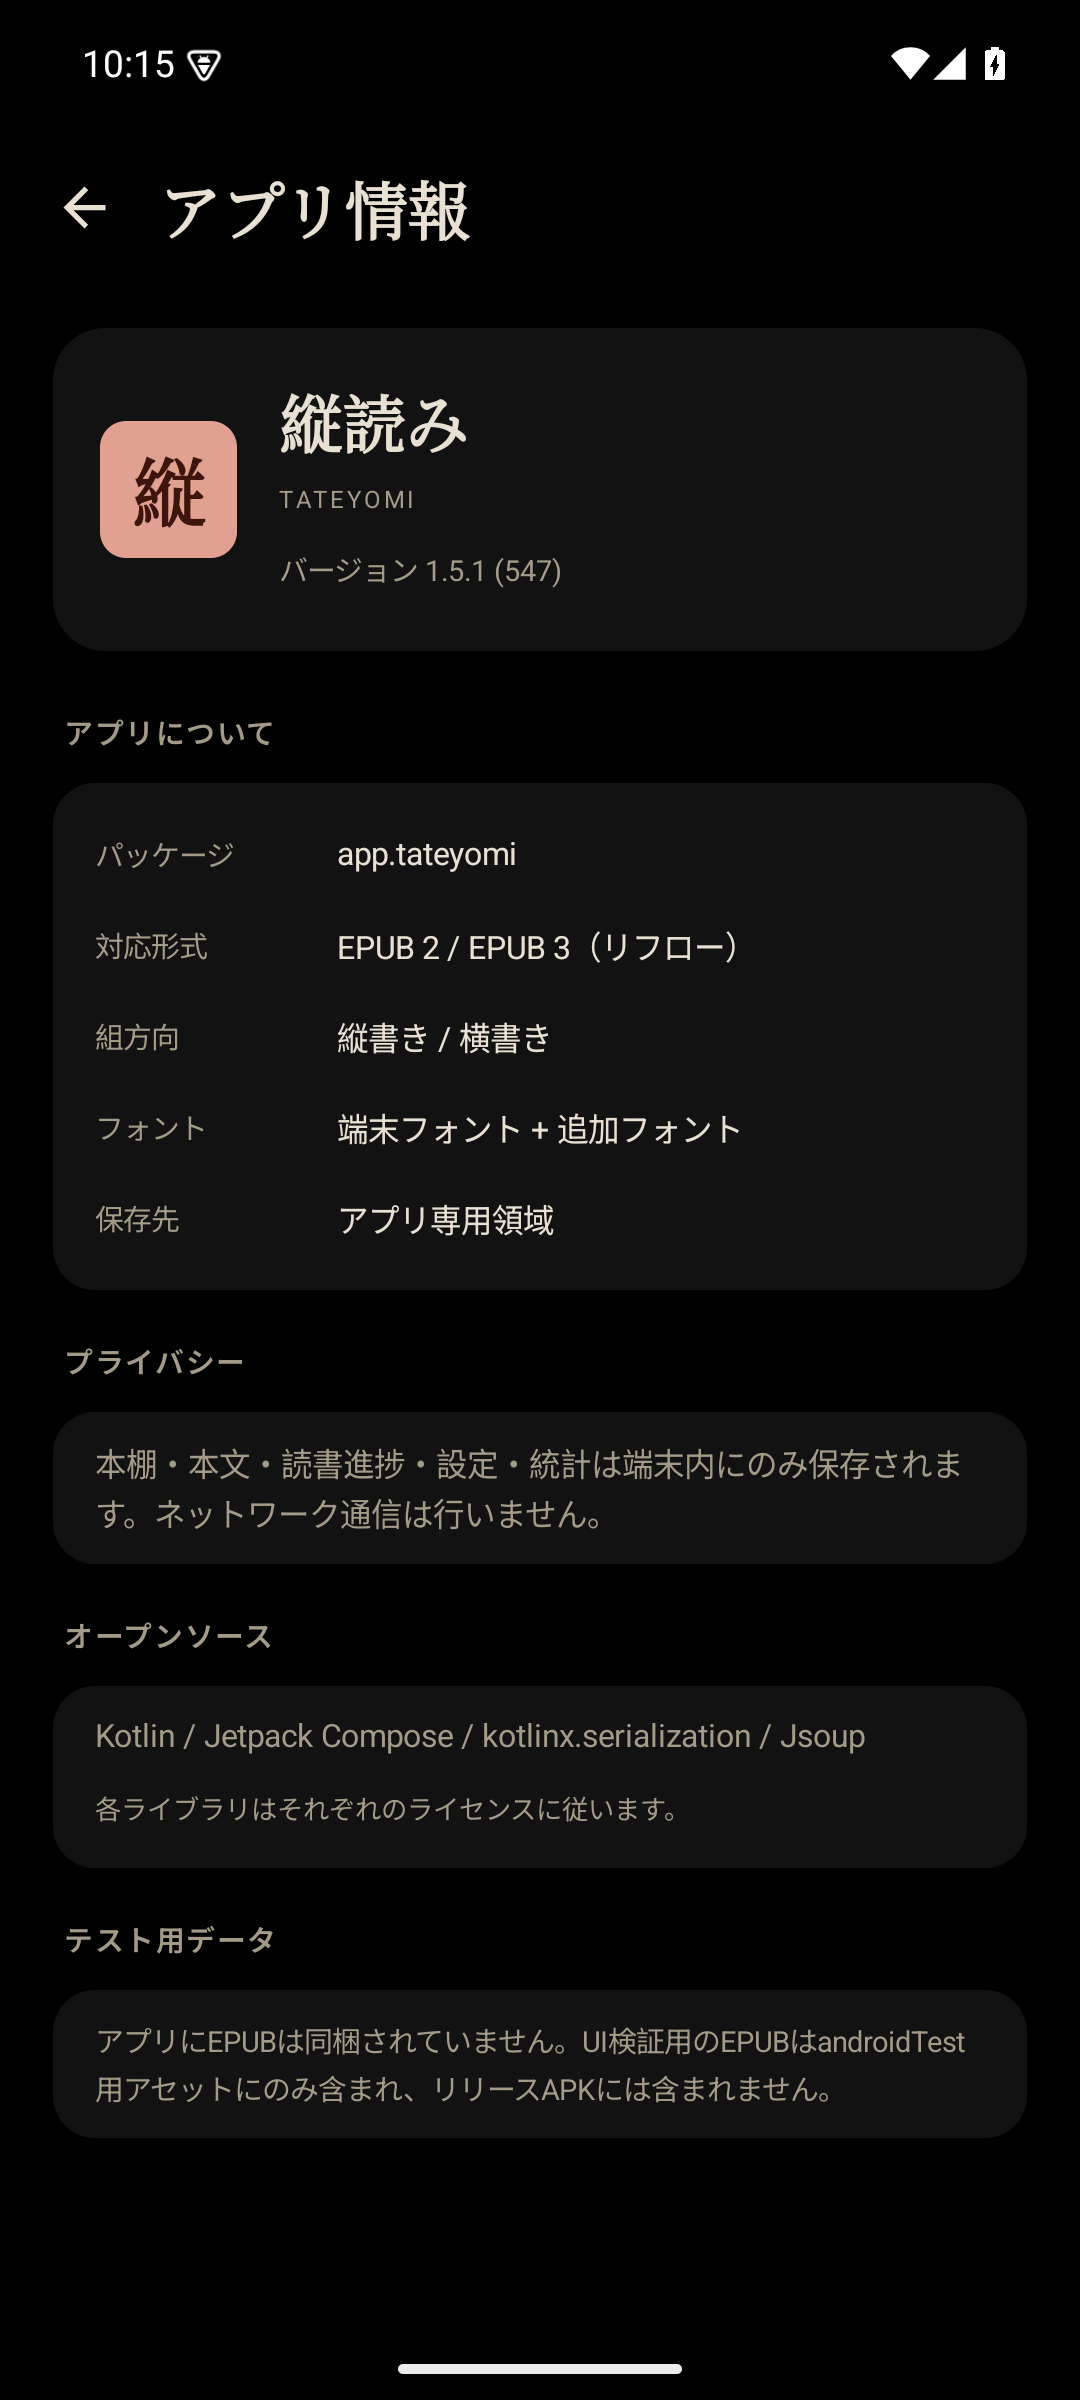 10:15
アプリ情報
縦
縦読み
TATEYOMI
バージョン 1.5.1 (547)
アプリについて
パッケージ app.tateyomi
対応形式 EPUB 2 / EPUB 3（リフロー）
組方向 縦書き / 横書き
フォント 端末フォント + 追加フォント
保存先 アプリ専用領域
プライバシー
本棚・本文・読書進捗・設定・統計は端末内にのみ保存されま
す。ネットワーク通信は行いません。
オープンソース
Kotlin / Jetpack Compose / kotlinx.serialization / Jsoup
各ライブラリはそれぞれのライセンスに従います。
テスト用データ
アプリにEPUBは同梱されていません。UI検証用のEPUBはandroidTest
用アセットにのみ含まれ、リリースAPKには含まれません。